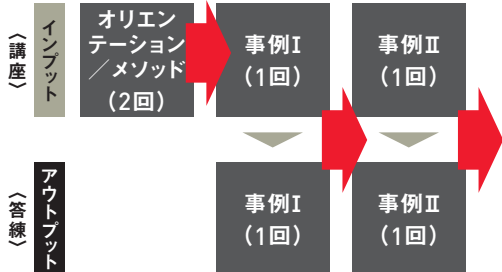 〈講座〉
インプット
オリエン
テーション
／メソッド
（2回）
事例Ⅰ
（1回）
事例Ⅱ
（1回）
〈答練〉
アウトプット
事例Ⅰ
（1回）
事例Ⅱ
（1回）